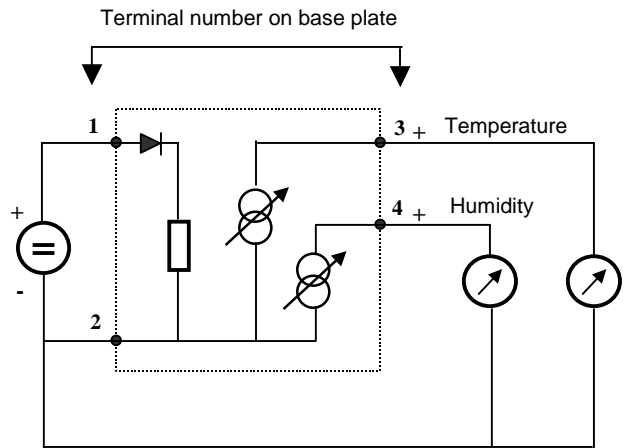 Terminal number on base plate
1
3 + Temperature
4 + Humidity
+
=
-
2